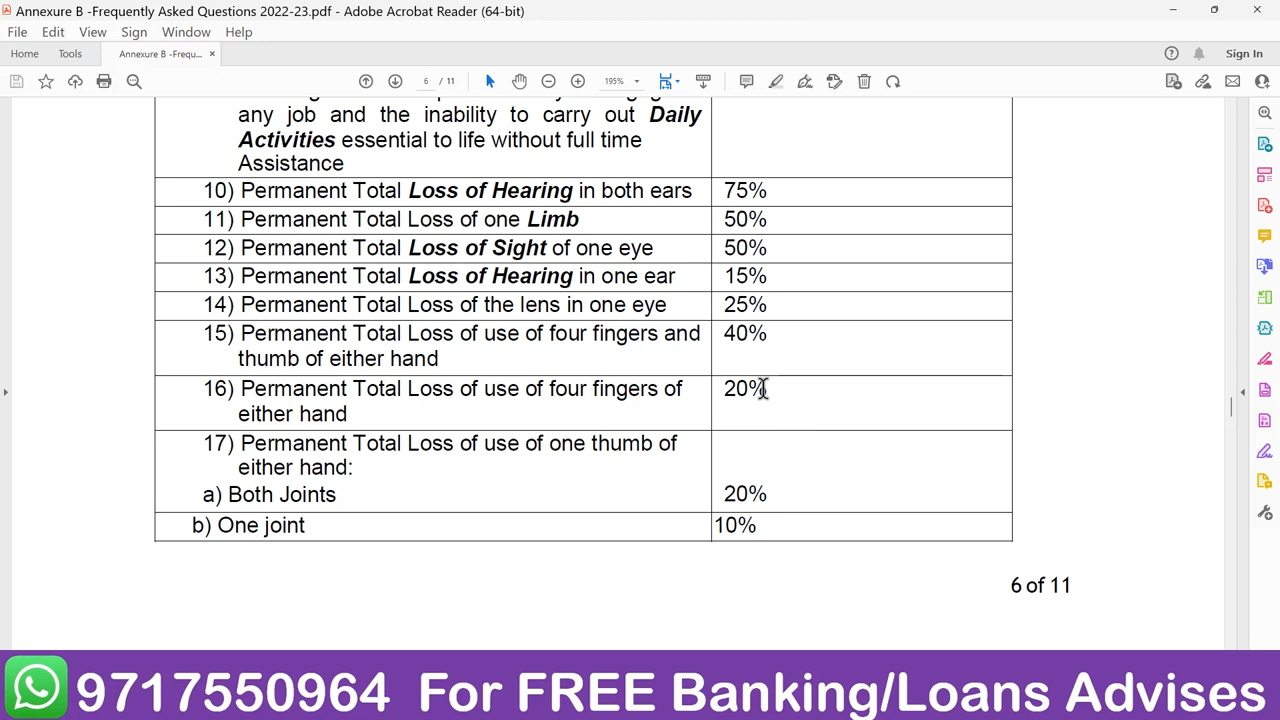 Annexure B -Frequently Asked Questions 2022-23.pdf - Adobe Acrobat Reader (64-bit)
File Edit View Sign Window Help
Home Tools Annexure B -Frequ... × Sign In
6 / 11 195%
any job and the inability to carry out Daily
Activities essential to life without full time
Assistance
10) Permanent Total Loss of Hearing in both ears 75%
11) Permanent Total Loss of one Limb 50%
12) Permanent Total Loss of Sight of one eye 50%
13) Permanent Total Loss of Hearing in one ear 15%
14) Permanent Total Loss of the lens in one eye 25%
15) Permanent Total Loss of use of four fingers and 40%
thumb of either hand
16) Permanent Total Loss of use of four fingers of 20%
either hand
17) Permanent Total Loss of use of one thumb of
either hand:
a) Both Joints 20%
b) One joint 10%
6 of 11
9717550964 For FREE Banking/Loans Advises